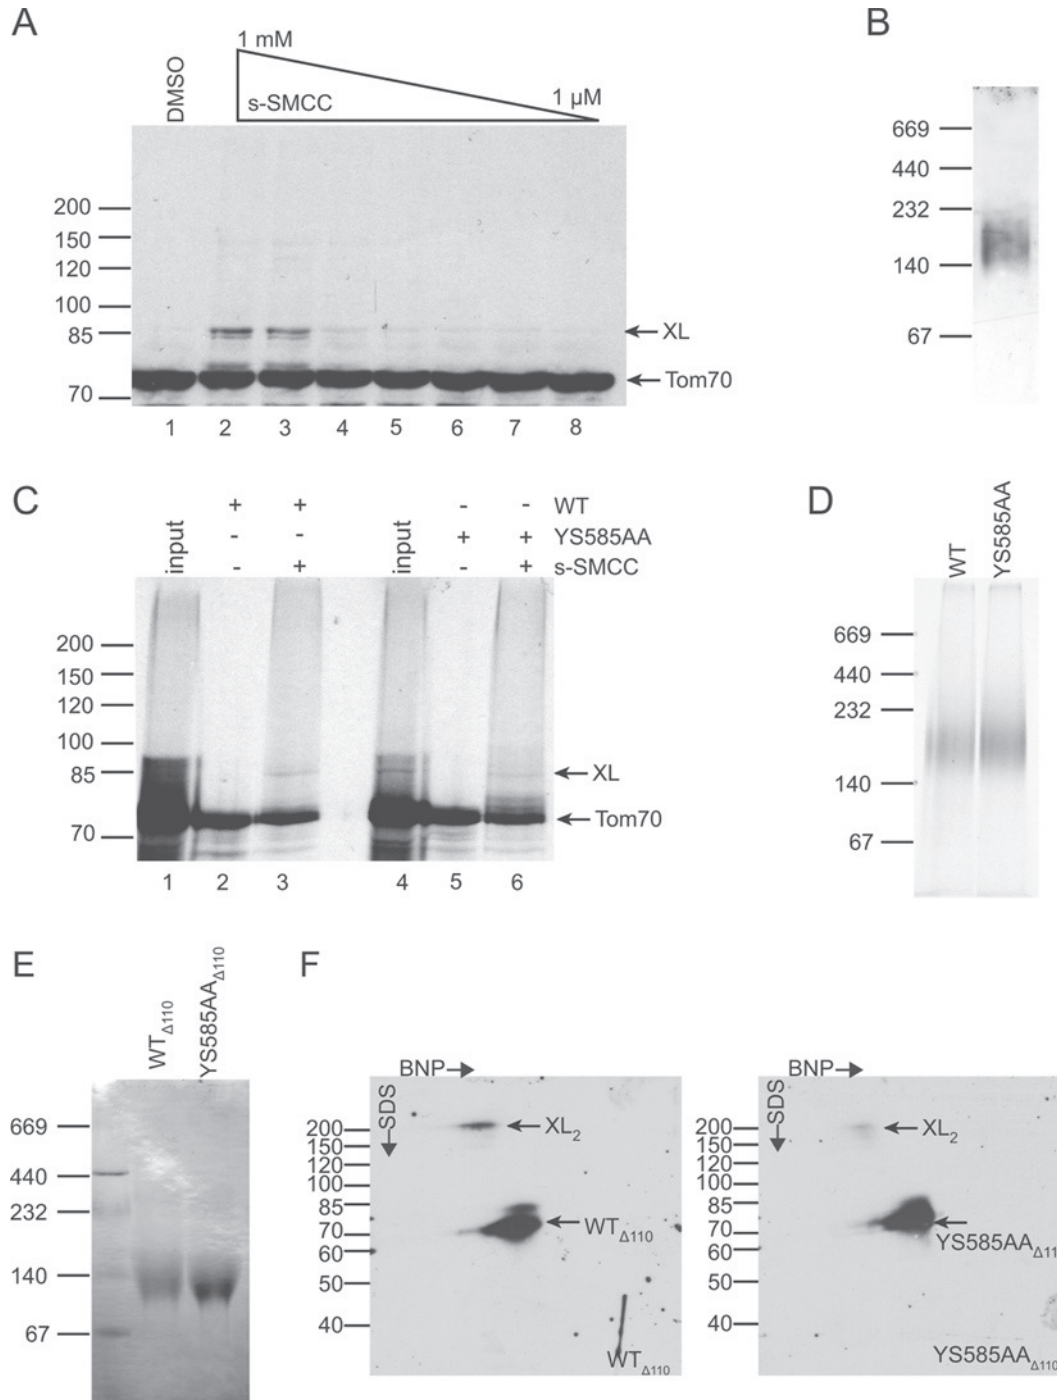 A
1 mM
DMSO
s-SMCC
1 μM
200
150
120
100
85
70
XL
Tom70
1 2 3 4 5 6 7 8
B
669
440
232
140
67
C
input + + input - - WT
- - + + YS585AA
- + - + s-SMCC
200
150
120
100
85
70
XL
Tom70
1 2 3 4 5 6
D
WT
YS585AA
669
440
232
140
67
E
WTΔ110
YS585AAΔ110
669
440
232
140
67
F
BNP
SDS
200
150
120
100
85
70
60
50
40
XL2
WTΔ110
WTΔ110
BNP
SDS
200
150
120
100
85
70
60
50
40
XL2
YS585AAΔ11
YS585AAΔ110